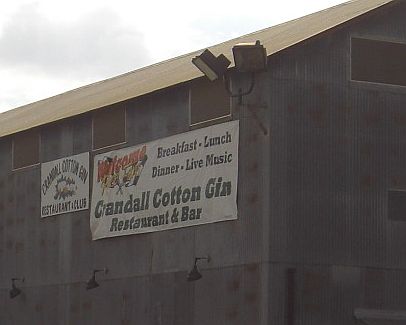 CRANDALL COTTON GIN
RESTAURANT & CLUB
Welcome
Breakfast - Lunch
Dinner - Live Music
Crandall Cotton Gin
Restaurant & Bar